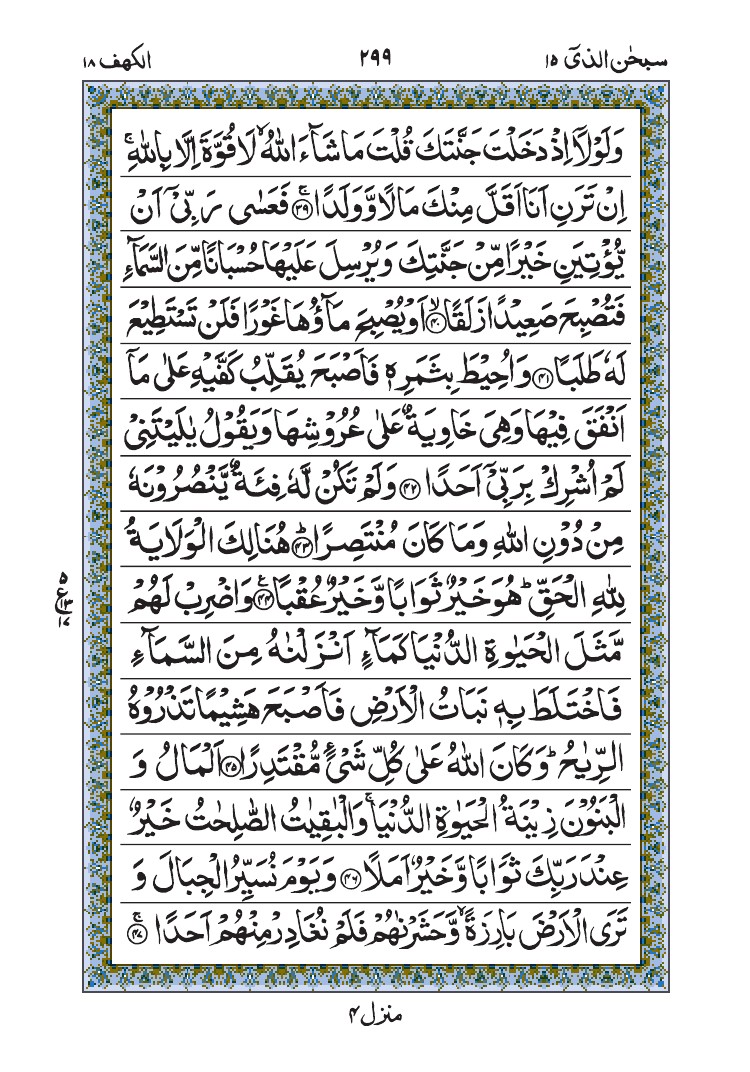 سبحٰن الذیٓ ۱۵
۲۹۹
الکهف ۱۸
وَلَوْلَاۤ اِذْ دَخَلْتَ جَنَّتَكَ قُلْتَ مَا شَآءَ اللّٰهُ ۙ لَا قُوَّةَ اِلَّا بِاللّٰهِ ۚ
اِنْ تَرَنِ اَنَا اَقَلَّ مِنْكَ مَالًا وَّوَلَدًا ۚ ﴿۳۹﴾ فَعَسٰى رَبِّىْۤ اَنْ
يُّؤْتِيَنِ خَيْرًا مِّنْ جَنَّتِكَ وَيُرْسِلَ عَلَيْهَا حُسْبَانًا مِّنَ السَّمَآءِ
فَتُصْبِحَ صَعِيْدًا زَلَقًا ۙ ﴿۴۰﴾ اَوْ يُصْبِحَ مَآؤُهَا غَوْرًا فَلَنْ تَسْتَطِيْعَ
لَهٗ طَلَبًا ﴿۴۱﴾ وَاُحِيْطَ بِثَمَرِهٖ فَاَصْبَحَ يُقَلِّبُ كَفَّيْهِ عَلٰى مَاۤ
اَنْفَقَ فِيْهَا وَهِىَ خَاوِيَةٌ عَلٰى عُرُوْشِهَا وَيَقُوْلُ يٰلَيْتَنِىْ
لَمْ اُشْرِكْ بِرَبِّىْۤ اَحَدًا ﴿۴۲﴾ وَلَمْ تَكُنْ لَّهٗ فِئَةٌ يَّنْصُرُوْنَهٗ
مِنْ دُوْنِ اللّٰهِ وَمَا كَانَ مُنْتَصِرًا ؕ ﴿۴۳﴾ هُنَالِكَ الْوَلَايَةُ
لِلّٰهِ الْحَقِّ ؕ هُوَ خَيْرٌ ثَوَابًا وَّخَيْرٌ عُقْبًا ﴿۴۴﴾ ع وَاضْرِبْ لَهُمْ
مَّثَلَ الْحَيٰوةِ الدُّنْيَا كَمَآءٍ اَنْزَلْنٰهُ مِنَ السَّمَآءِ
فَاخْتَلَطَ بِهٖ نَبَاتُ الْاَرْضِ فَاَصْبَحَ هَشِيْمًا تَذْرُوْهُ
الرِّيٰحُ ؕ وَكَانَ اللّٰهُ عَلٰى كُلِّ شَىْءٍ مُّقْتَدِرًا ﴿۴۵﴾ اَلْمَالُ وَ
الْبَنُوْنَ زِيْنَةُ الْحَيٰوةِ الدُّنْيَا ۚ وَالْبٰقِيٰتُ الصّٰلِحٰتُ خَيْرٌ
عِنْدَ رَبِّكَ ثَوَابًا وَّخَيْرٌ اَمَلًا ﴿۴۶﴾ وَيَوْمَ نُسَيِّرُ الْجِبَالَ وَ
تَرَى الْاَرْضَ بَارِزَةً ۙ وَّحَشَرْنٰهُمْ فَلَمْ نُغَادِرْ مِنْهُمْ اَحَدًا ۚ ﴿۴۷﴾
۵
ع ۱۳
۱۷
منزل ۴